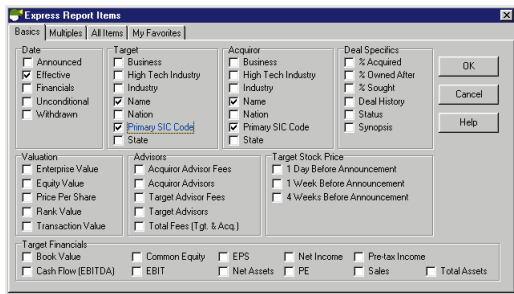 Express Report Items
Basics Multiples All Items My Favorites
Date
Announced
Effective
Financials
Unconditional
Withdrawn
Target
Business
High Tech Industry
Industry
Name
Nation
Primary SIC Code
State
Acquiror
Business
High Tech Industry
Industry
Name
Nation
Primary SIC Code
State
Deal Specifics
% Acquired
% Owned After
% Sought
Deal History
Status
Synopsis
OK
Cancel
Help
Valuation
Enterprise Value
Equity Value
Price Per Share
Rank Value
Transaction Value
Advisors
Acquiror Advisor Fees
Acquiror Advisors
Target Advisor Fees
Target Advisors
Total Fees (Tgt. & Acq.)
Target Stock Price
1 Day Before Announcement
1 Week Before Announcement
4 Weeks Before Announcement
Target Financials
Book Value Common Equity EPS Net Income Pre-tax Income
Cash Flow (EBITDA) EBIT Net Assets PE Sales Total Assets